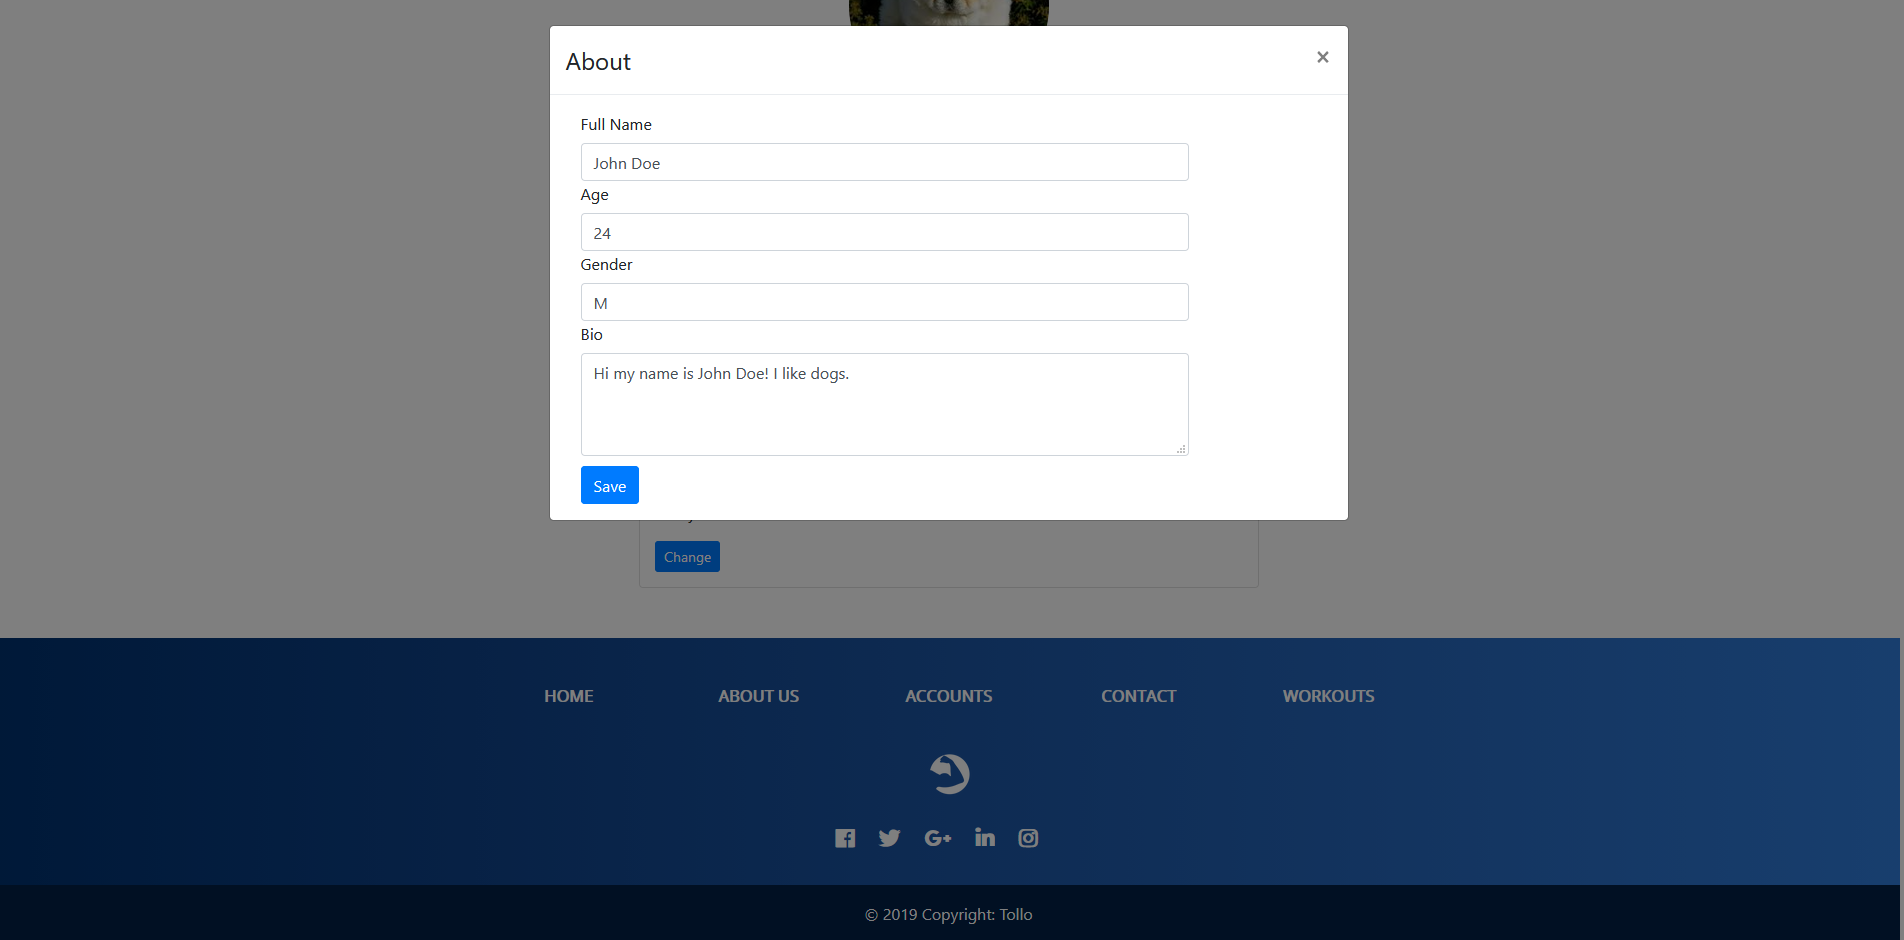 About
×
Full Name
John Doe
Age
24
Gender
M
Bio
Hi my name is John Doe! I like dogs.
Save
Change
HOME ABOUT US ACCOUNTS CONTACT WORKOUTS
© 2019 Copyright: Tollo